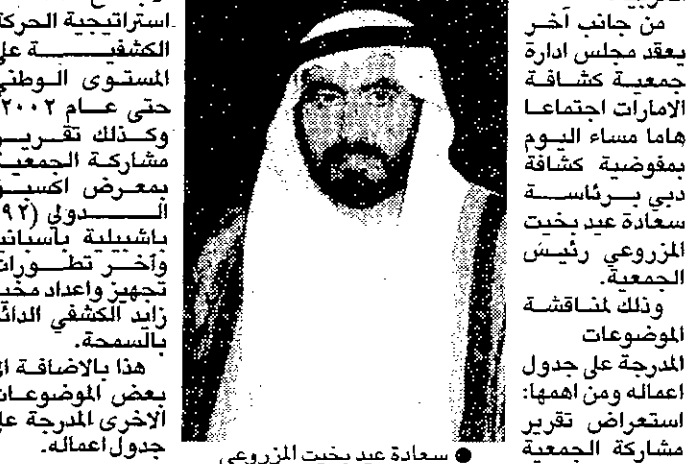 من جانب آخر
يعقد مجلس ادارة
جمعية كشافة
الامارات اجتماعا
هاما مساء اليوم
بمفوضية كشافة
دبي برئاسة
سعادة عيد بخيت
المزروعي رئيس
الجمعية.
وذلك لمناقشة
الموضوعات
المدرجة على جدول
اعماله ومن اهمها:
استعراض تقرير
مشاركة الجمعية
● سعادة عيد بخيت المزروعي
استراتيجية الحركة
الكشفية على
المستوى الوطني
حتى عام ٢٠٠٢
وكذلك تقرير
مشاركة الجمعية
بمعرض اكسبو
الدولي (٩٢
باشبيلية باسبانيا
وآخر تطورات
تجهيز واعداد مخيم
زايد الكشفي الدائم
بالسمحة.
هذا بالاضافة الى
بعض الموضوعات
الاخرى المدرجة على
جدول اعماله.